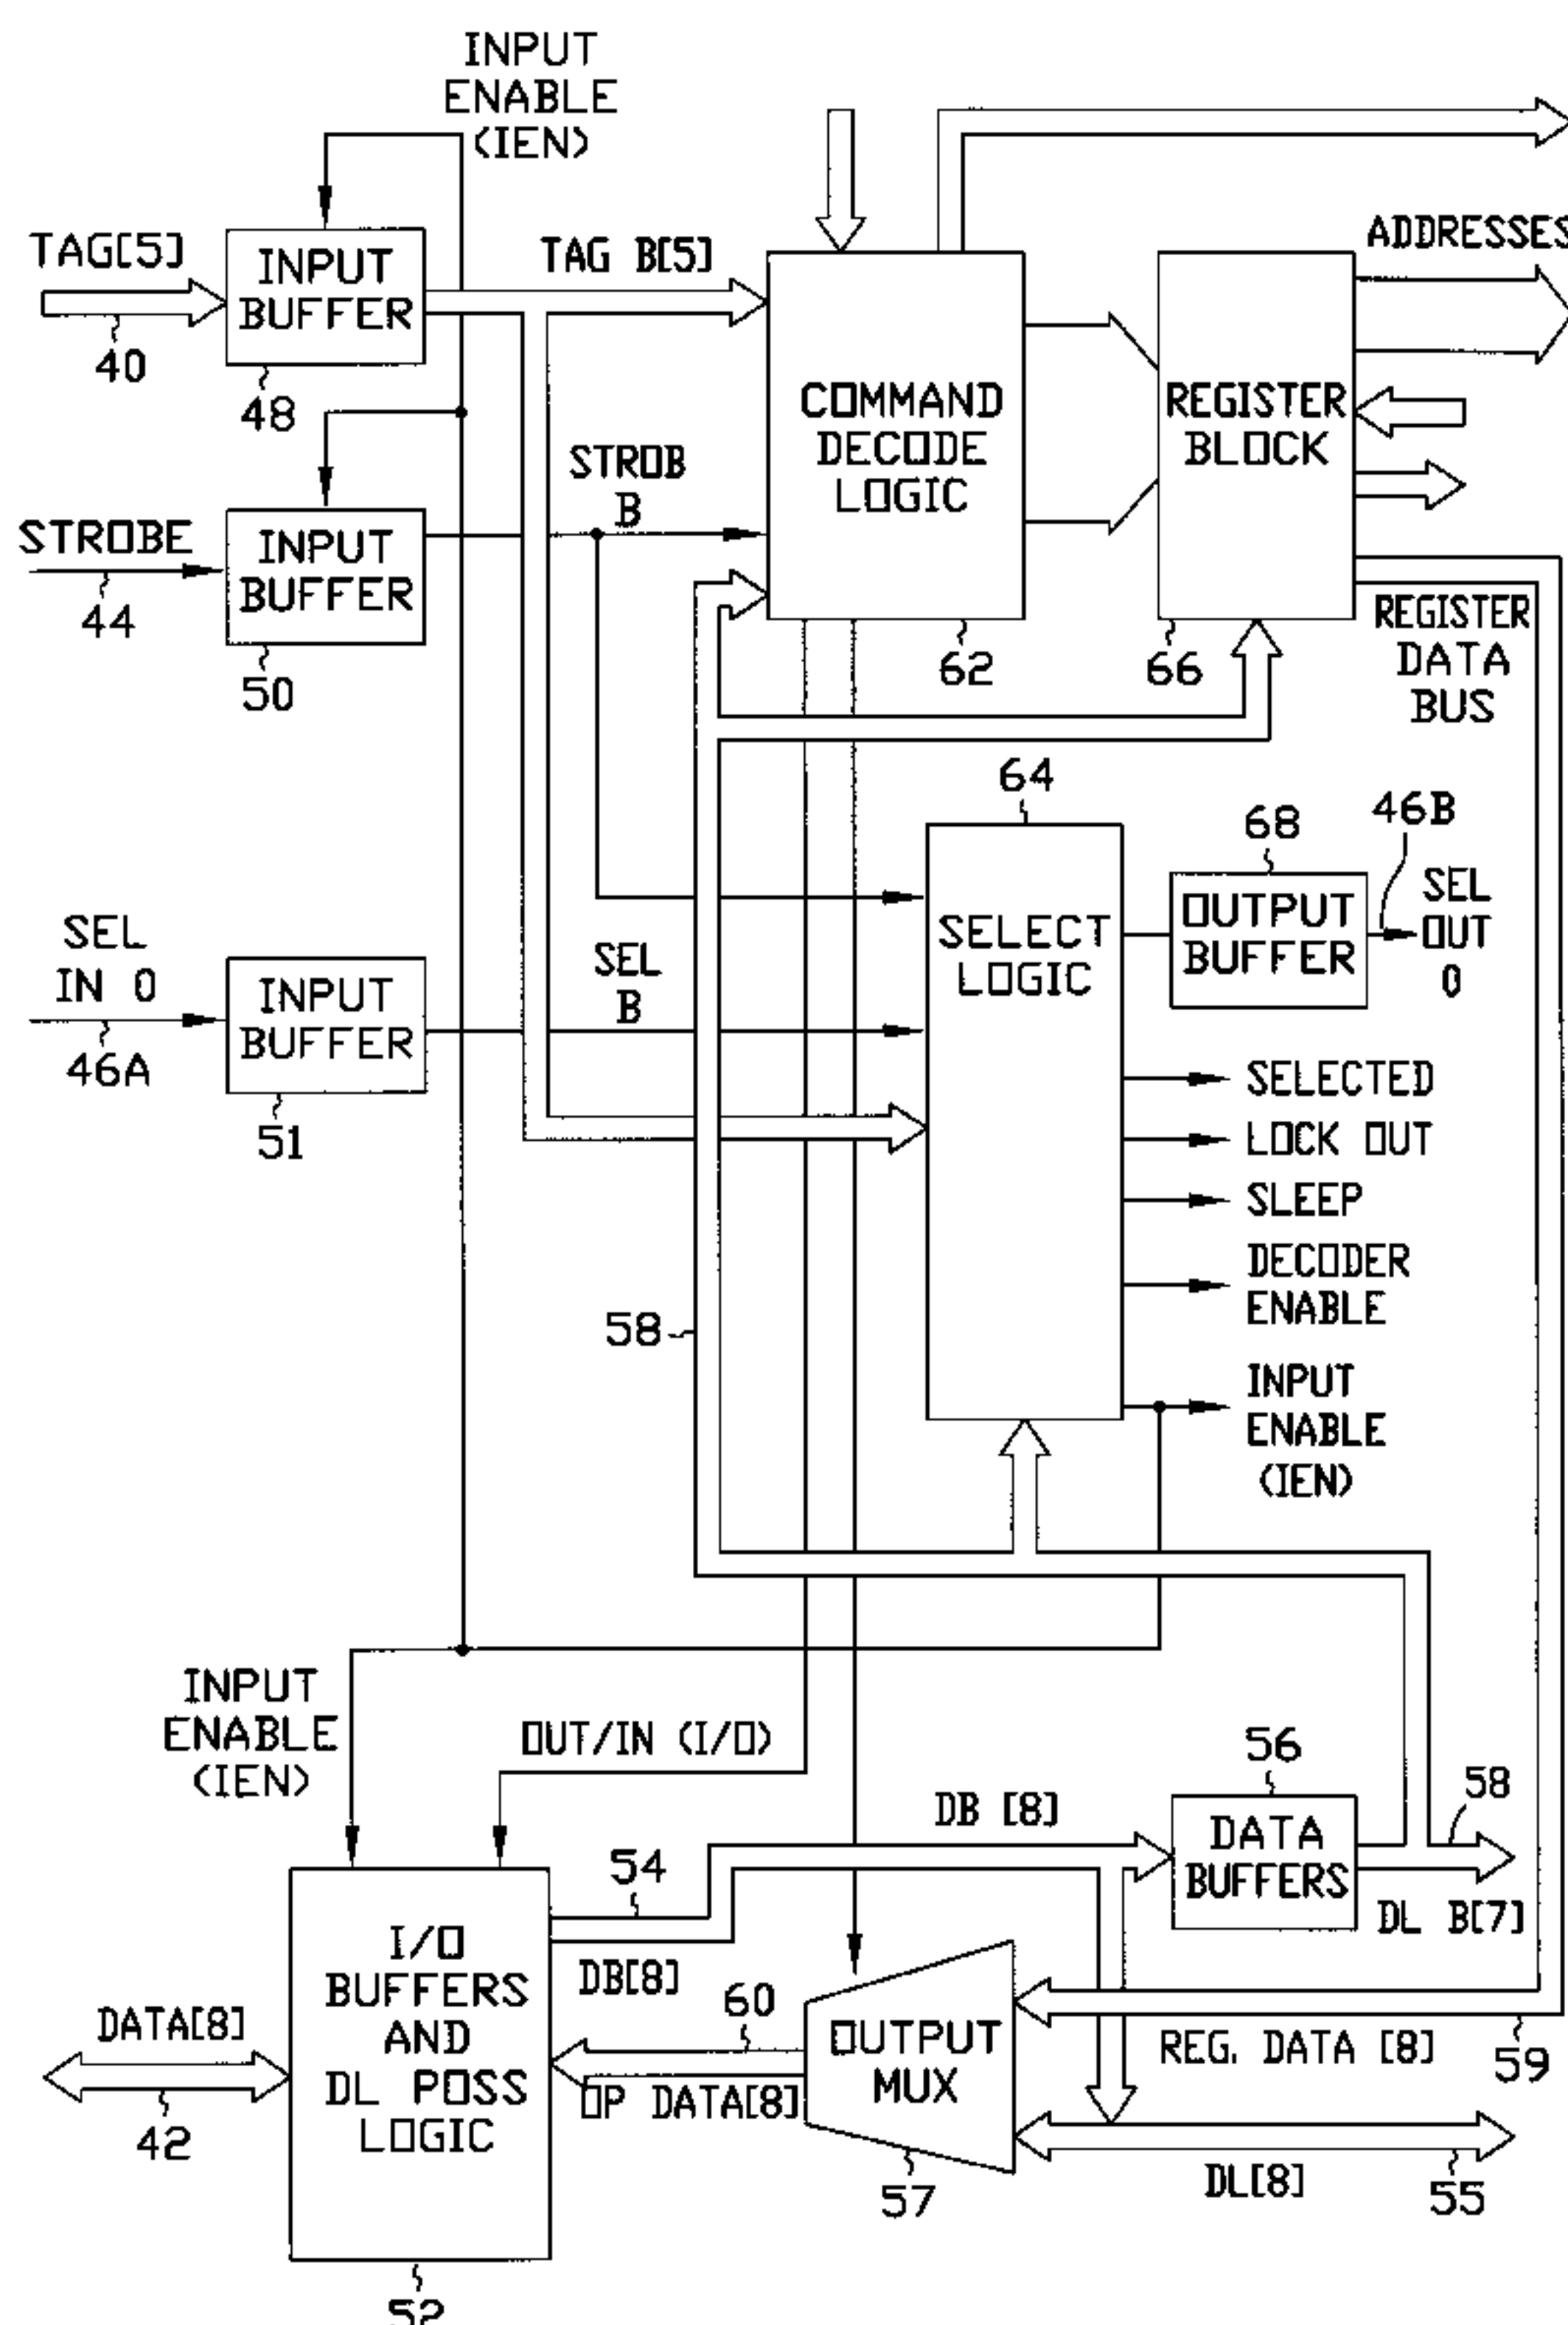 INPUT
ENABLE
(IEN)
TAG[5]
40
INPUT
BUFFER
48
TAG B[5]
COMMAND
DECODE
LOGIC
62
REGISTER
BLOCK
66
ADDRESSES
REGISTER
DATA
BUS
STROBE
44
INPUT
BUFFER
50
STROB
B
64
SELECT
LOGIC
68
OUTPUT
BUFFER
46B
SEL
OUT
0
SEL
IN 0
46A
INPUT
BUFFER
51
SEL
B
SELECTED
LOCK OUT
SLEEP
DECODER
ENABLE
INPUT
ENABLE
(IEN)
58
INPUT
ENABLE
(IEN)
OUT/IN (I/O)
DB [8]
56
DATA
BUFFERS
58
DL B[7]
54
DB[8]
I/O
BUFFERS
AND
DL POSS
LOGIC
52
DATA[8]
42
60
OP DATA[8]
OUTPUT
MUX
57
REG. DATA [8]
59
DL[8]
55